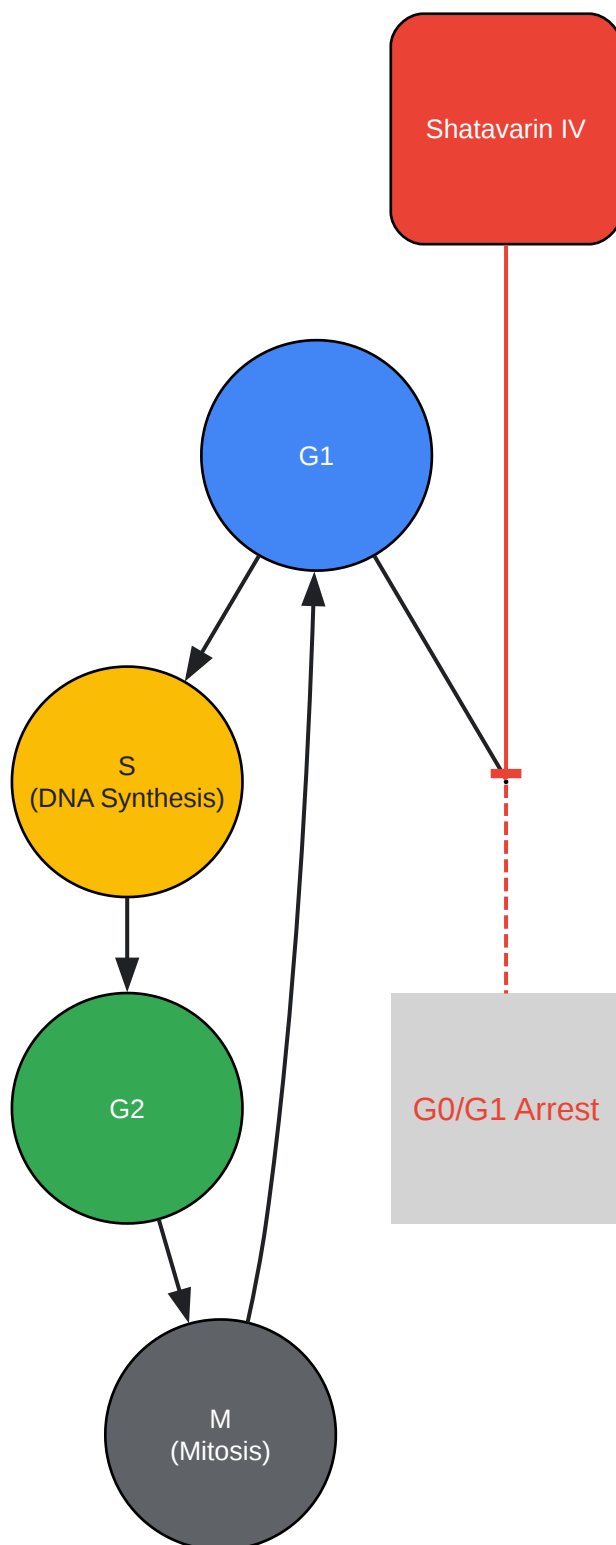 Shatavarin IV
G1
S
(DNA Synthesis)
G2
G0/G1 Arrest
M
(Mitosis)